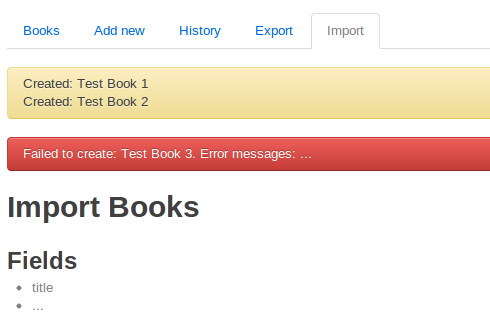 Books Add new History Export Import
Created: Test Book 1
Created: Test Book 2
Failed to create: Test Book 3. Error messages: ...
Import Books
Fields
title
...